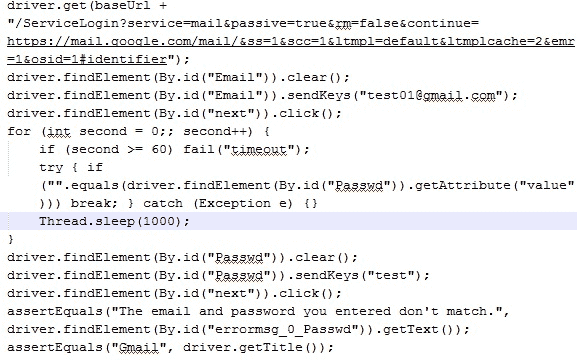 driver.get(baseUrl +
"/ServiceLogin?service=mail&passive=true&rm=false&continue=
https://mail.google.com/mail/&ss=1&scc=1&ltmpl=default&ltmplcache=2&emr
=1&osid=1#identifier");
driver.findElement(By.id("Email")).clear();
driver.findElement(By.id("Email")).sendKeys("test01@gmail.com");
driver.findElement(By.id("next")).click();
for (int second = 0;; second++) {
    if (second >= 60) fail("timeout");
    try { if
    ("".equals(driver.findElement(By.id("Passwd")).getAttribute("value"
    ))) break; } catch (Exception e) {}
    Thread.sleep(1000);
}
driver.findElement(By.id("Passwd")).clear();
driver.findElement(By.id("Passwd")).sendKeys("test");
driver.findElement(By.id("next")).click();
assertEquals("The email and password you entered don't match.",
driver.findElement(By.id("errormsg_0_Passwd")).getText());
assertEquals("Gmail", driver.getTitle());